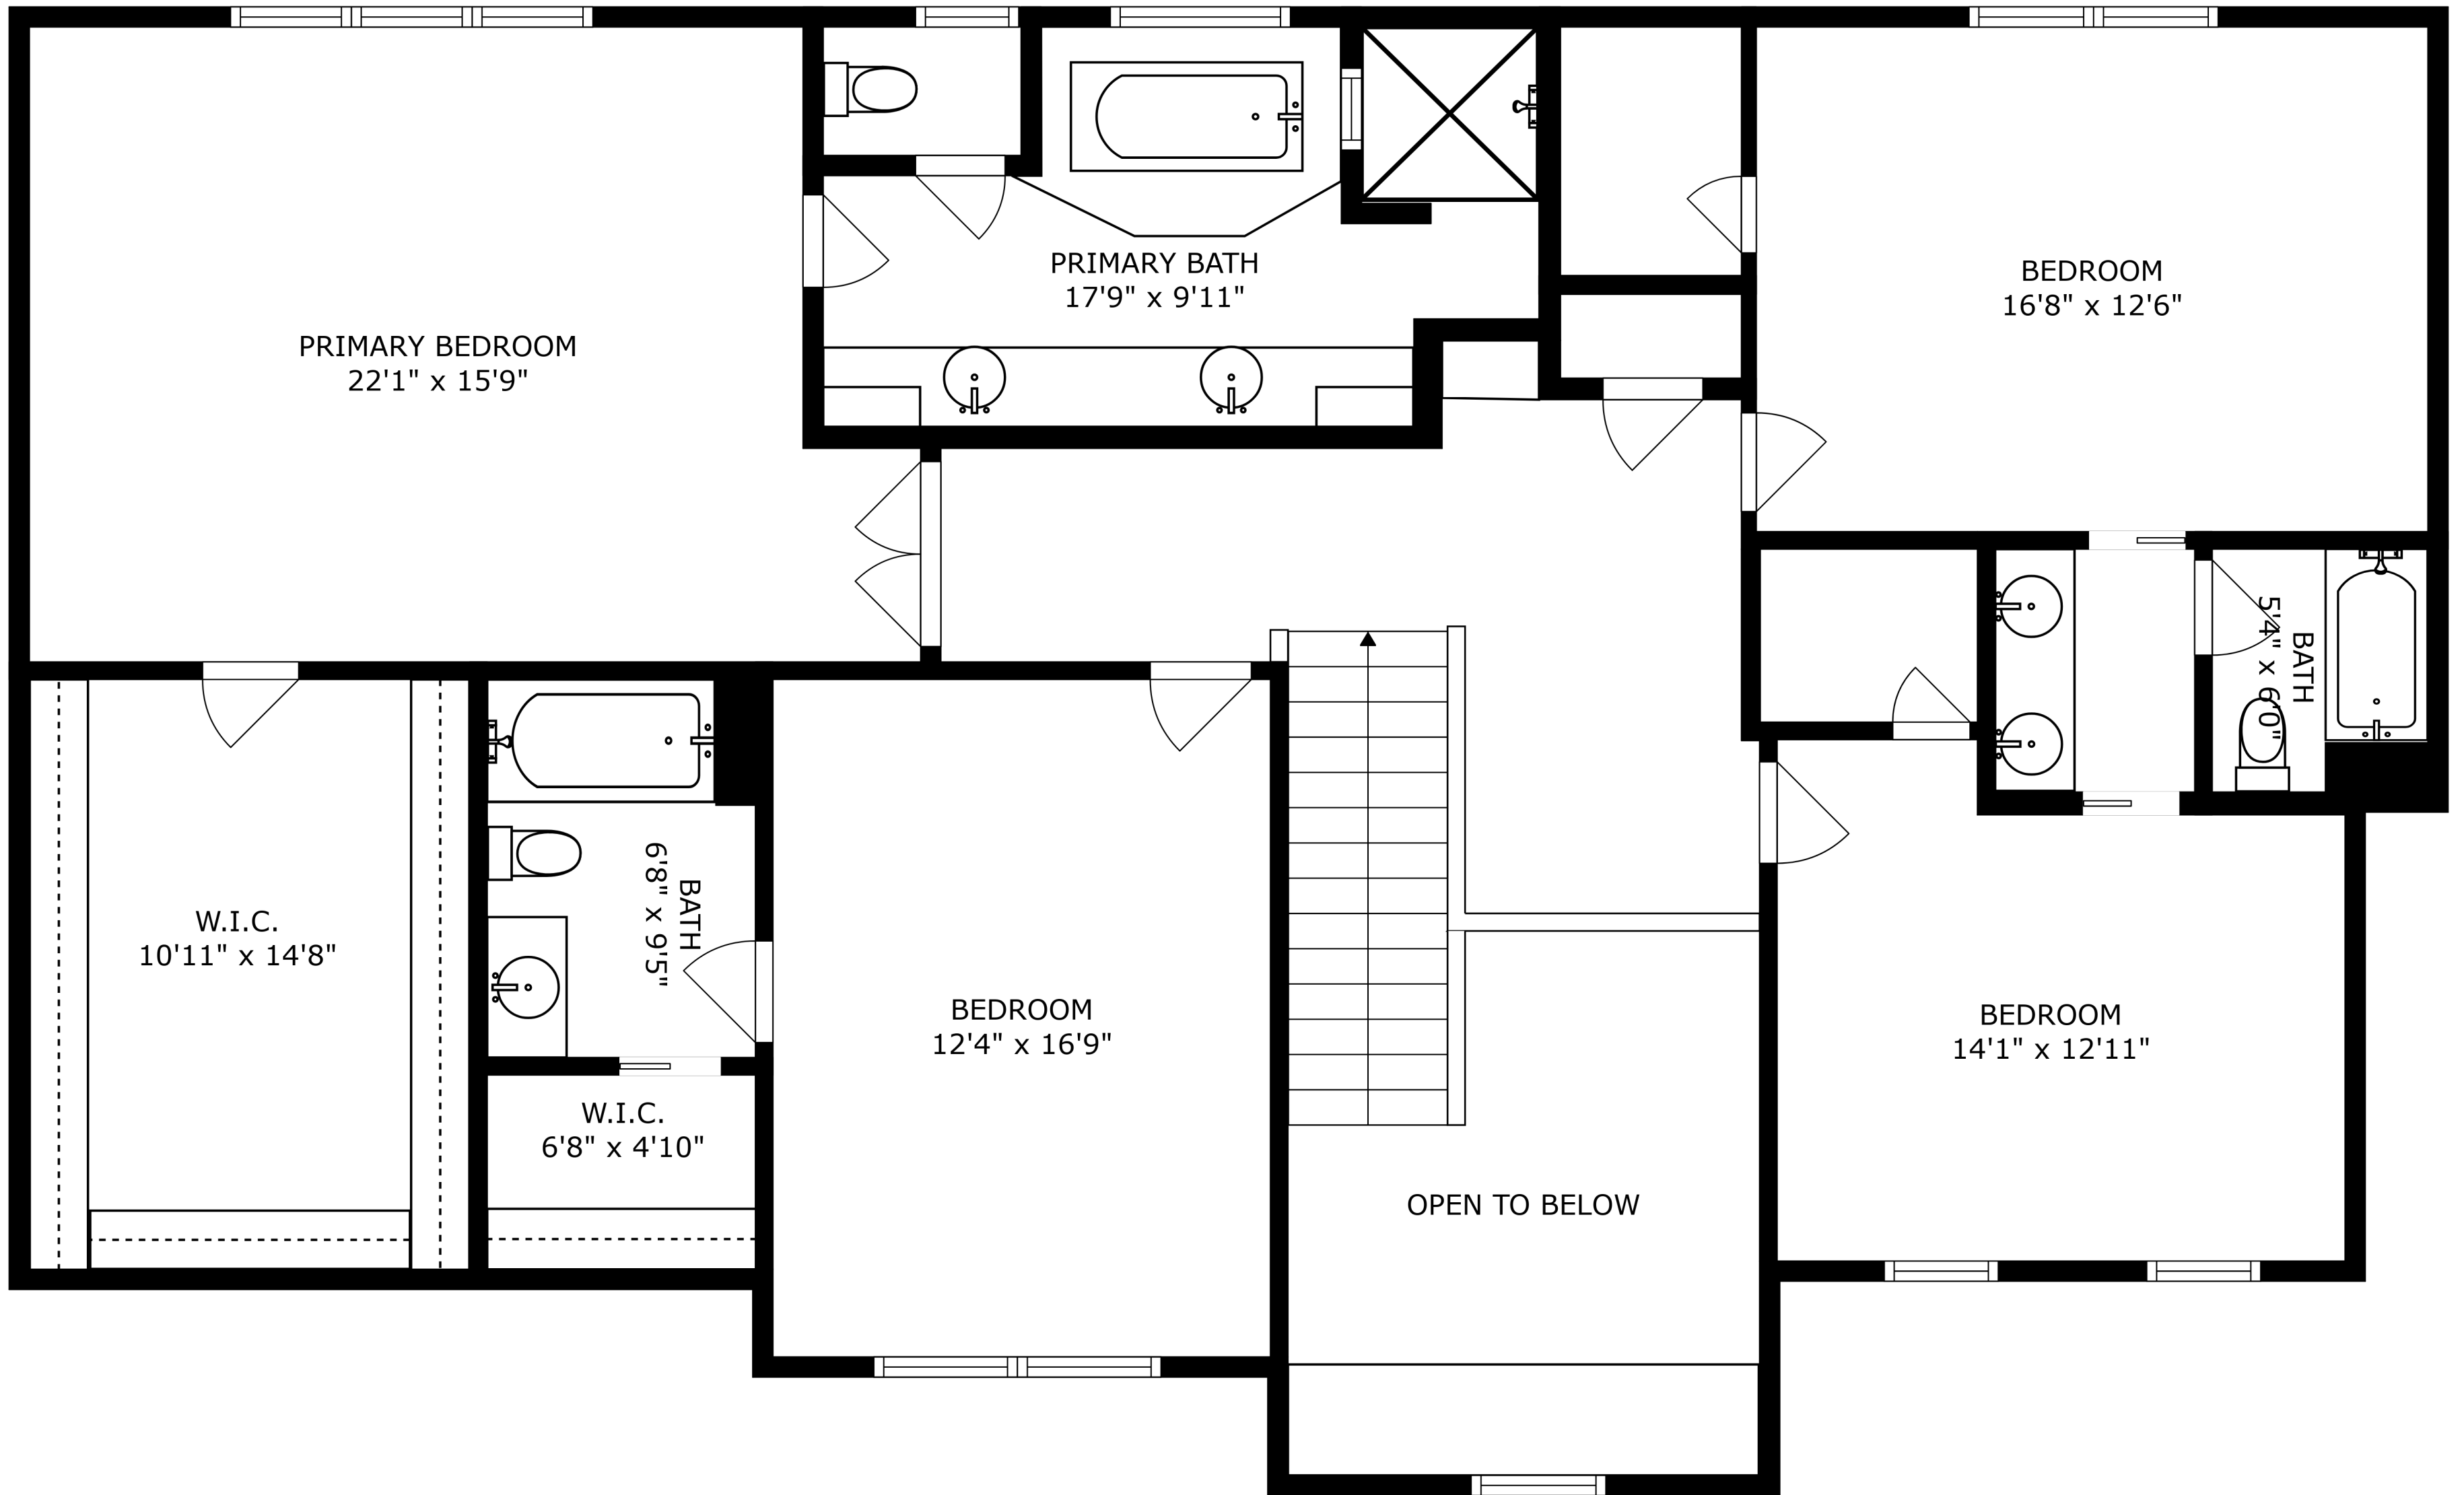 PRIMARY BATH
17'9" x 9'11"
BEDROOM
16'8" x 12'6"
PRIMARY BEDROOM
22'1" x 15'9"
BATH
5'4" x 6'0"
W.I.C.
10'11" x 14'8"
BATH
6'8" x 9'5"
BEDROOM
12'4" x 16'9"
BEDROOM
14'1" x 12'11"
W.I.C.
6'8" x 4'10"
OPEN TO BELOW